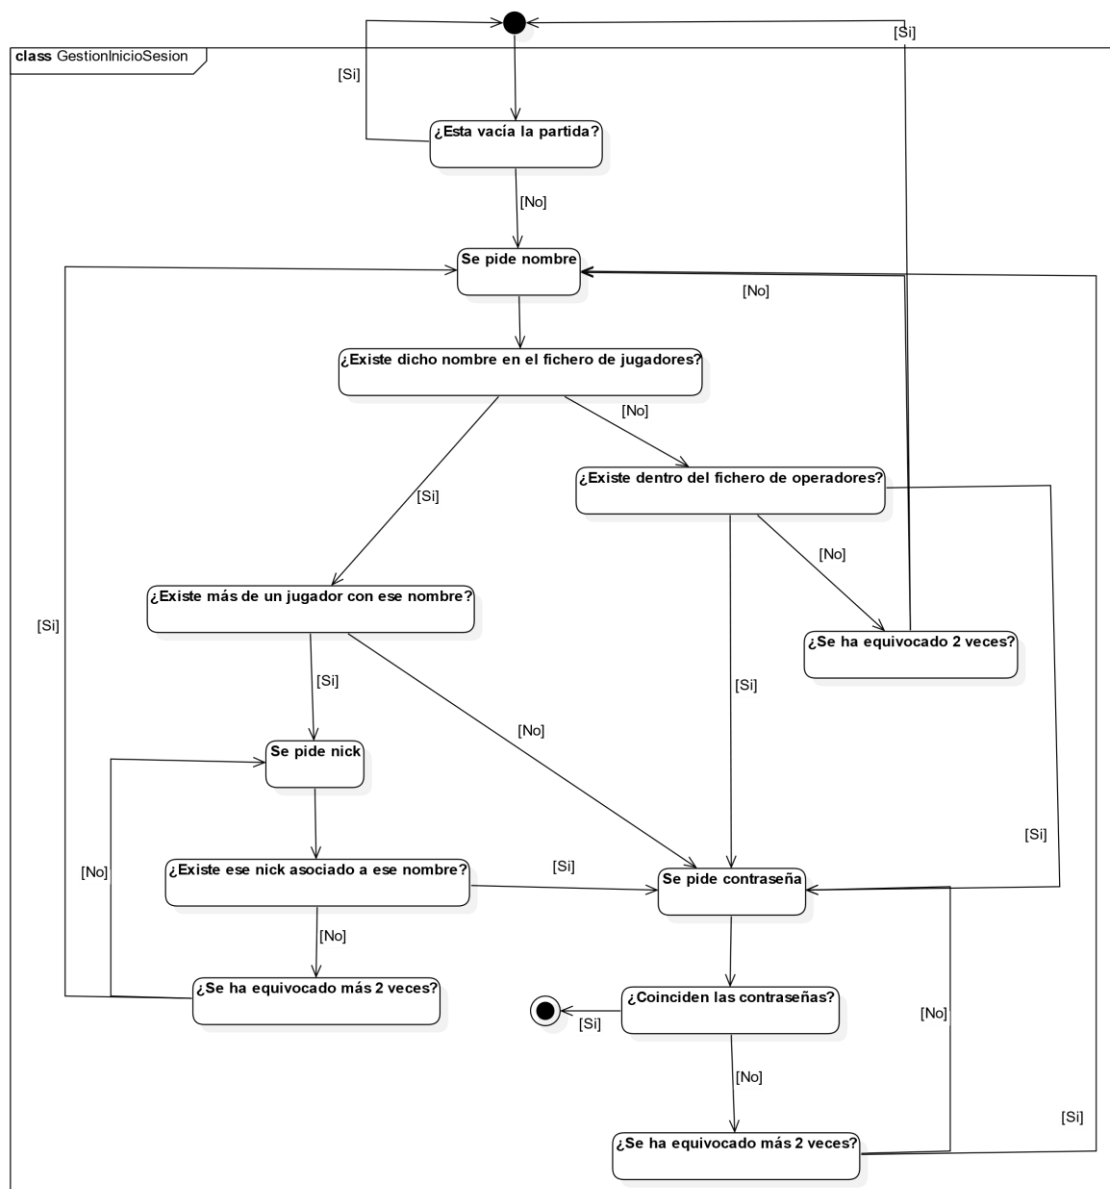 [Si]
class GestionInicioSesion
[Si]
¿Esta vacía la partida?
[No]
Se pide nombre
[No]
¿Existe dicho nombre en el fichero de jugadores?
[No]
¿Existe dentro del fichero de operadores?
[Si]
[No]
¿Existe más de un jugador con ese nombre?
[Si]
¿Se ha equivocado 2 veces?
[Si]
[Si]
[No]
Se pide nick
[Si]
¿Existe ese nick asociado a ese nombre?
[Si]
[No]
Se pide contraseña
[No]
¿Se ha equivocado más 2 veces?
¿Coinciden las contraseñas?
[No]
[Si]
[No]
[Si]
¿Se ha equivocado más 2 veces?